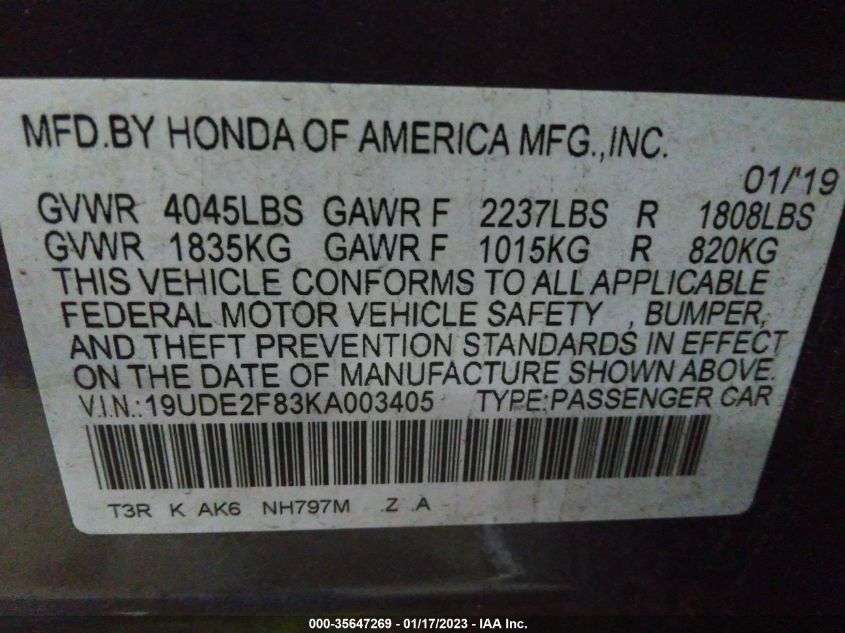 MFD.BY HONDA OF AMERICA MFG.,INC.
01/'19
GVWR 4045LBS GAWR F 2237LBS R 1808LBS
GVWR 1835KG GAWR F 1015KG R 820KG
THIS VEHICLE CONFORMS TO ALL APPLICABLE
FEDERAL MOTOR VEHICLE SAFETY , BUMPER,
AND THEFT PREVENTION STANDARDS IN EFFECT
ON THE DATE OF MANUFACTURE SHOWN ABOVE.
V.I.N.:19UDE2F83KA003405 TYPE:PASSENGER CAR
T3R K AK6 NH797M .Z .A
000-35647269 - 01/17/2023 - IAA Inc.